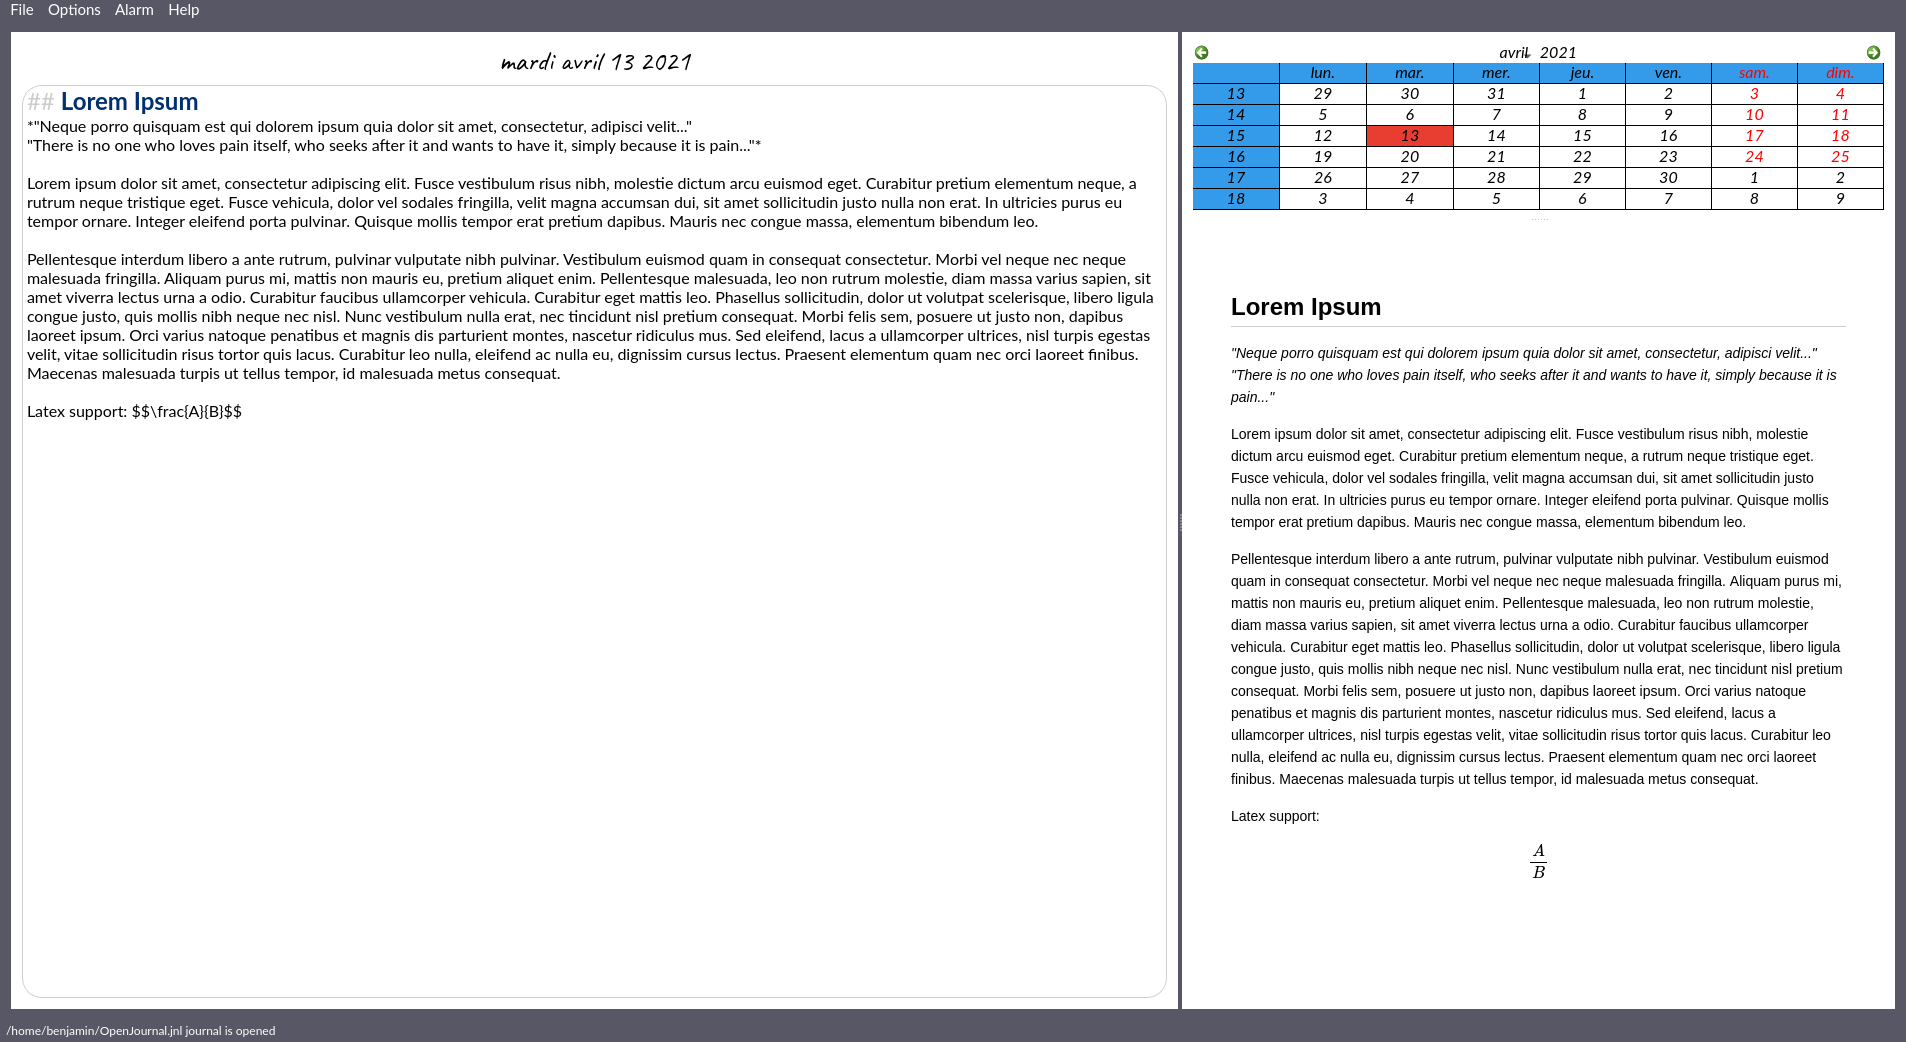 File Options Alarm Help
mardi avril 13 2021
## Lorem Ipsum
*"Neque porro quisquam est qui dolorem ipsum quia dolor sit amet, consectetur, adipisci velit..."
"There is no one who loves pain itself, who seeks after it and wants to have it, simply because it is pain..."*
Lorem ipsum dolor sit amet, consectetur adipiscing elit. Fusce vestibulum risus nibh, molestie dictum arcu euismod eget. Curabitur pretium elementum neque, a
rutrum neque tristique eget. Fusce vehicula, dolor vel sodales fringilla, velit magna accumsan dui, sit amet sollicitudin justo nulla non erat. In ultricies purus eu
tempor ornare. Integer eleifend porta pulvinar. Quisque mollis tempor erat pretium dapibus. Mauris nec congue massa, elementum bibendum leo.
Pellentesque interdum libero a ante rutrum, pulvinar vulputate nibh pulvinar. Vestibulum euismod quam in consequat consectetur. Morbi vel neque nec neque
malesuada fringilla. Aliquam purus mi, mattis non mauris eu, pretium aliquet enim. Pellentesque malesuada, leo non rutrum molestie, diam massa varius sapien, sit
amet viverra lectus urna a odio. Curabitur faucibus ullamcorper vehicula. Curabitur eget mattis leo. Phasellus sollicitudin, dolor ut volutpat scelerisque, libero ligula
congue justo, quis mollis nibh neque nec nisl. Nunc vestibulum nulla erat, nec tincidunt nisl pretium consequat. Morbi felis sem, posuere ut justo non, dapibus
laoreet ipsum. Orci varius natoque penatibus et magnis dis parturient montes, nascetur ridiculus mus. Sed eleifend, lacus a ullamcorper ultrices, nisl turpis egestas
velit, vitae sollicitudin risus tortor quis lacus. Curabitur leo nulla, eleifend ac nulla eu, dignissim cursus lectus. Praesent elementum quam nec orci laoreet finibus.
Maecenas malesuada turpis ut tellus tempor, id malesuada metus consequat.
Latex support: $$\frac{A}{B}$$
avril 2021
lun. mar. mer. jeu. ven. sam. dim.
13 29 30 31 1 2 3 4
14 5 6 7 8 9 10 11
15 12 13 14 15 16 17 18
16 19 20 21 22 23 24 25
17 26 27 28 29 30 1 2
18 3 4 5 6 7 8 9
Lorem Ipsum
"Neque porro quisquam est qui dolorem ipsum quia dolor sit amet, consectetur, adipisci velit..."
"There is no one who loves pain itself, who seeks after it and wants to have it, simply because it is
pain..."
Lorem ipsum dolor sit amet, consectetur adipiscing elit. Fusce vestibulum risus nibh, molestie
dictum arcu euismod eget. Curabitur pretium elementum neque, a rutrum neque tristique eget.
Fusce vehicula, dolor vel sodales fringilla, velit magna accumsan dui, sit amet sollicitudin justo
nulla non erat. In ultricies purus eu tempor ornare. Integer eleifend porta pulvinar. Quisque mollis
tempor erat pretium dapibus. Mauris nec congue massa, elementum bibendum leo.
Pellentesque interdum libero a ante rutrum, pulvinar vulputate nibh pulvinar. Vestibulum euismod
quam in consequat consectetur. Morbi vel neque nec neque malesuada fringilla. Aliquam purus mi,
mattis non mauris eu, pretium aliquet enim. Pellentesque malesuada, leo non rutrum molestie,
diam massa varius sapien, sit amet viverra lectus urna a odio. Curabitur faucibus ullamcorper
vehicula. Curabitur eget mattis leo. Phasellus sollicitudin, dolor ut volutpat scelerisque, libero ligula
congue justo, quis mollis nibh neque nec nisl. Nunc vestibulum nulla erat, nec tincidunt nisl pretium
consequat. Morbi felis sem, posuere ut justo non, dapibus laoreet ipsum. Orci varius natoque
penatibus et magnis dis parturient montes, nascetur ridiculus mus. Sed eleifend, lacus a
ullamcorper ultrices, nisl turpis egestas velit, vitae sollicitudin risus tortor quis lacus. Curabitur leo
nulla, eleifend ac nulla eu, dignissim cursus lectus. Praesent elementum quam nec orci laoreet
finibus. Maecenas malesuada turpis ut tellus tempor, id malesuada metus consequat.
Latex support:
A
B
/home/benjamin/OpenJournal.jnl journal is opened